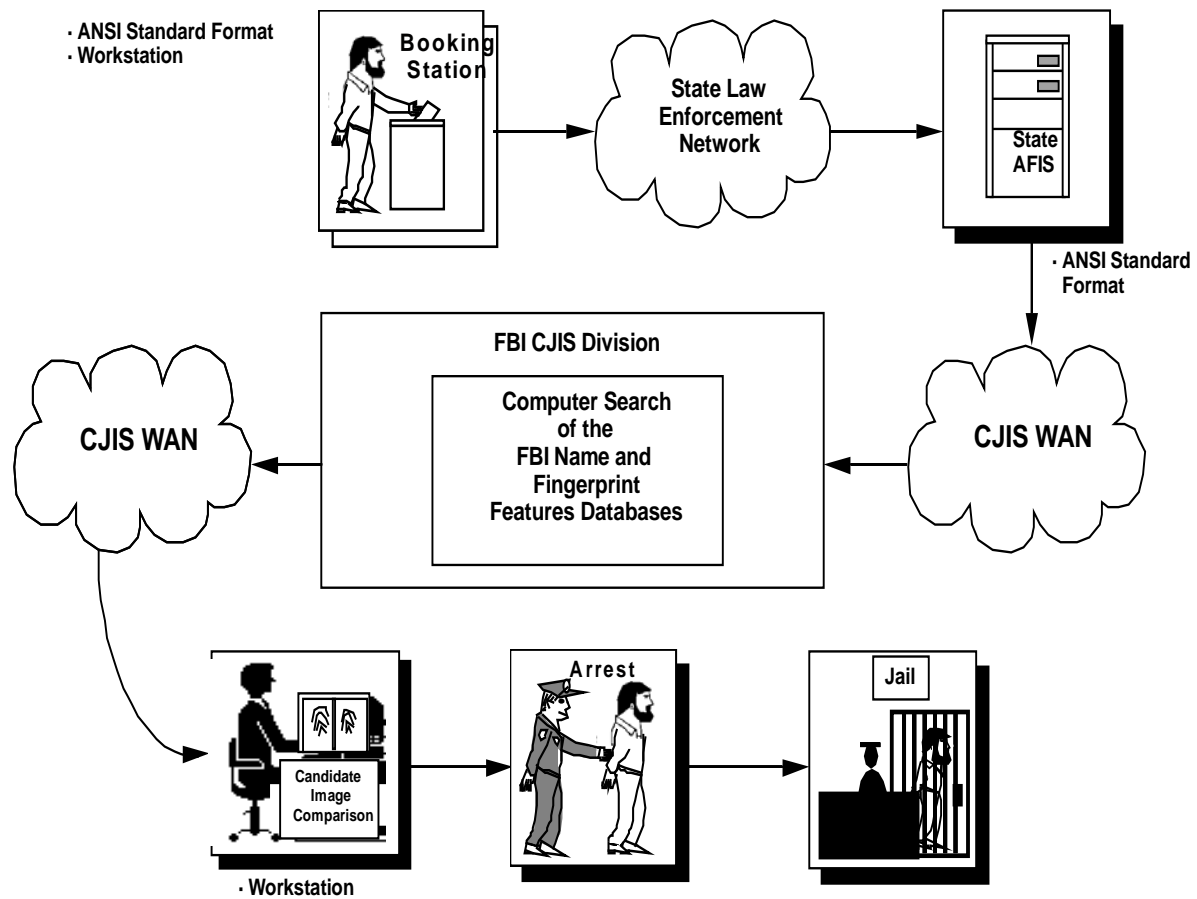 · ANSI Standard Format
· Workstation
Booking
Station
State Law
Enforcement
Network
State
AFIS
· ANSI Standard
Format
CJIS WAN
FBI CJIS Division
Computer Search
of the
FBI Name and
Fingerprint
Features Databases
CJIS WAN
Candidate
Image
Comparison
· Workstation
Arrest
Jail